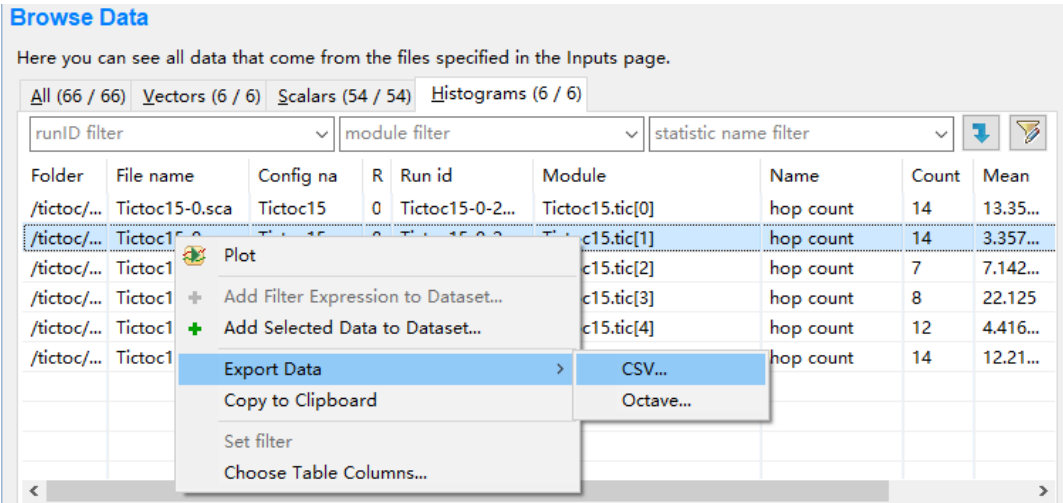 Browse Data
Here you can see all data that come from the files specified in the Inputs page.
All (66 / 66) Vectors (6 / 6) Scalars (54 / 54) Histograms (6 / 6)
runID filter module filter statistic name filter
Folder File name Config na R Run id Module Name Count Mean
/tictoc/... Tictoc15-0.sca Tictoc15 0 Tictoc15-0-2... Tictoc15.tic[0] hop count 14 13.35...
/tictoc/... c15.tic[1] hop count 14 3.357...
Plot
/tictoc/... Tictoc1 c15.tic[2] hop count 7 7.142...
/tictoc/... Tictoc1 Add Filter Expression to Dataset... c15.tic[3] hop count 8 22.125
/tictoc/... Tictoc1 Add Selected Data to Dataset... c15.tic[4] hop count 12 4.416...
/tictoc/... Tictoc1 Export Data > CSV... hop count 14 12.21...
Copy to Clipboard Octave...
Set filter
Choose Table Columns...